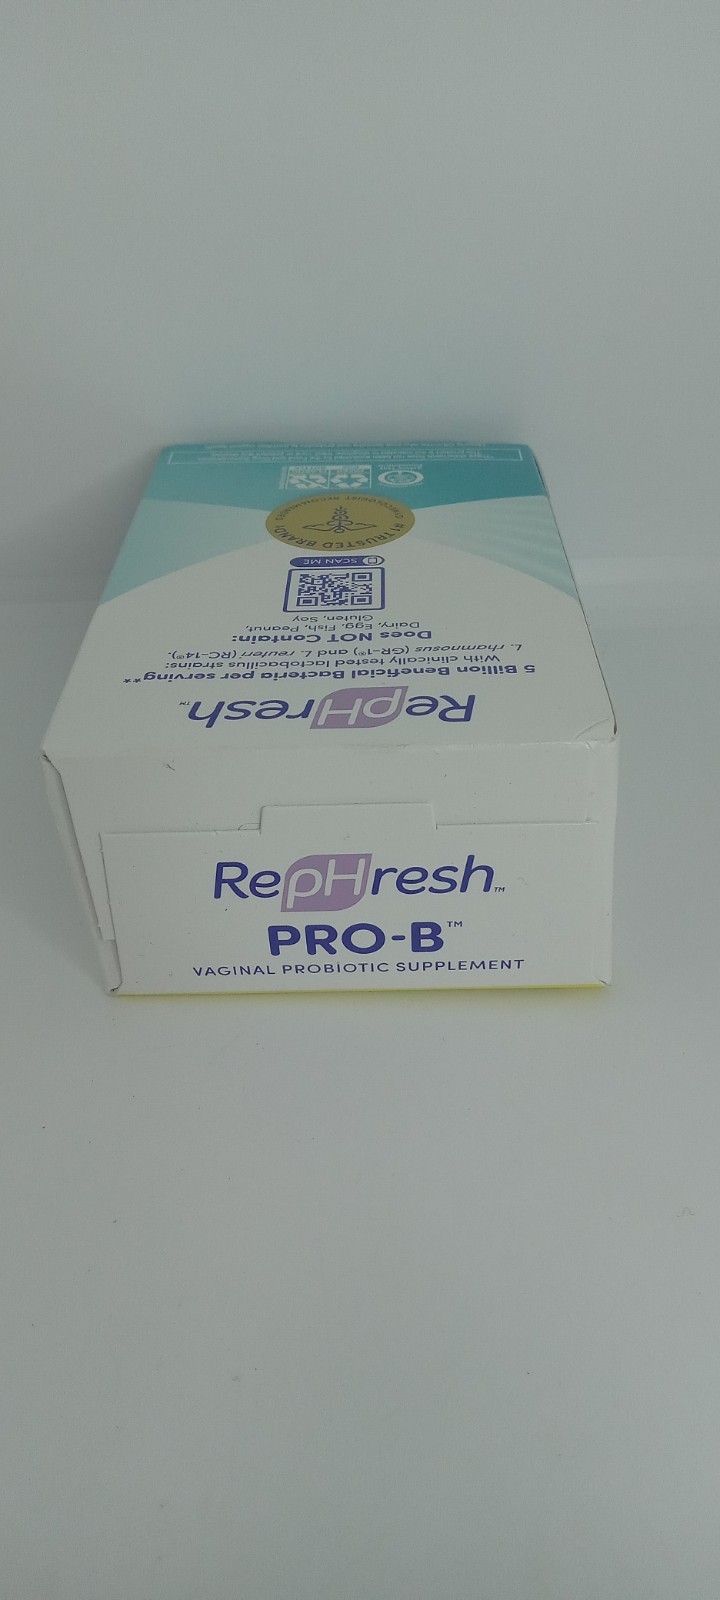 RepHresh™
PRO-B™
VAGINAL PROBIOTIC SUPPLEMENT
RepHresh™
5 Billion Beneficial Bacteria per serving**
With clinically tested lactobacillus strains:
L. rhamnosus (GR-1®) and L. reuteri (RC-14®).
Does NOT Contain:
Dairy, Egg, Fish, Peanut,
Gluten, Soy
SCAN ME
#1 TRUSTED BRAND
GYNECOLOGIST RECOMMENDED